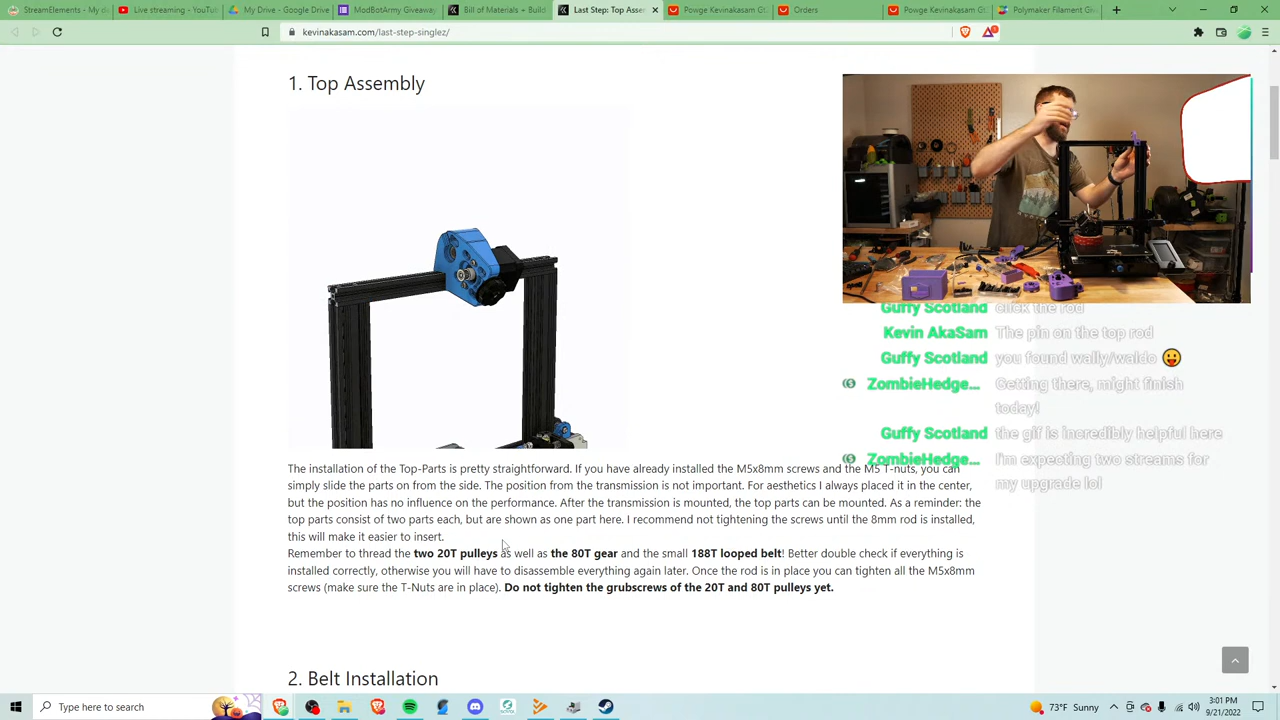 StreamElements - My da
Live streaming - YouTub
My Drive - Google Drive
ModBotArmy Giveaway
Bill of Materials + Buildi
Last Step: Top Asse
Powge Kevinakasam Gt
Orders
Powge Kevinakasam Gt
Polymaker Filament Giv
kevinakasam.com/last-step-singlez/
1. Top Assembly
Guffy Scotland click the rod
Kevin AkaSam The pin on the top rod
Guffy Scotland you found wally/waldo
ZombieHedge... Getting there, might finish
today!
Guffy Scotland the gif is incredibly helpful here
ZombieHedge... I'm expecting two streams for
my upgrade lol
The installation of the Top-Parts is pretty straightforward. If you have already installed the M5x8mm screws and the M5 T-nuts, you can
simply slide the parts on from the side. The position from the transmission is not important. For aesthetics I always placed it in the center,
but the position has no influence on the performance. After the transmission is mounted, the top parts can be mounted. As a reminder: the
top parts consist of two parts each, but are shown as one part here. I recommend not tightening the screws until the 8mm rod is installed,
this will make it easier to insert.
Remember to thread the two 20T pulleys as well as the 80T gear and the small 188T looped belt! Better double check if everything is
installed correctly, otherwise you will have to disassemble everything again later. Once the rod is in place you can tighten all the M5x8mm
screws (make sure the T-Nuts are in place). Do not tighten the grubscrews of the 20T and 80T pulleys yet.
2. Belt Installation
Type here to search
73°F Sunny
3:01 PM
9/21/2022